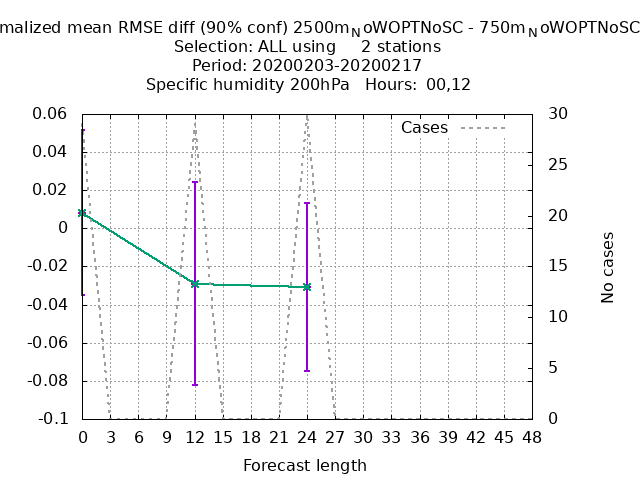 malized mean RMSE diff (90% conf) 2500mNoWOPTNoSC - 750mNoWOPTNoSC
Selection: ALL using 2 stations
Period: 20200203-20200217
Specific humidity 200hPa Hours: 00,12
Cases
0.06
0.04
0.02
0
-0.02
-0.04
-0.06
-0.08
-0.1
30
25
20
15
10
5
0
No cases
0 3 6 9 12 15 18 21 24 27 30 33 36 39 42 45 48
Forecast length